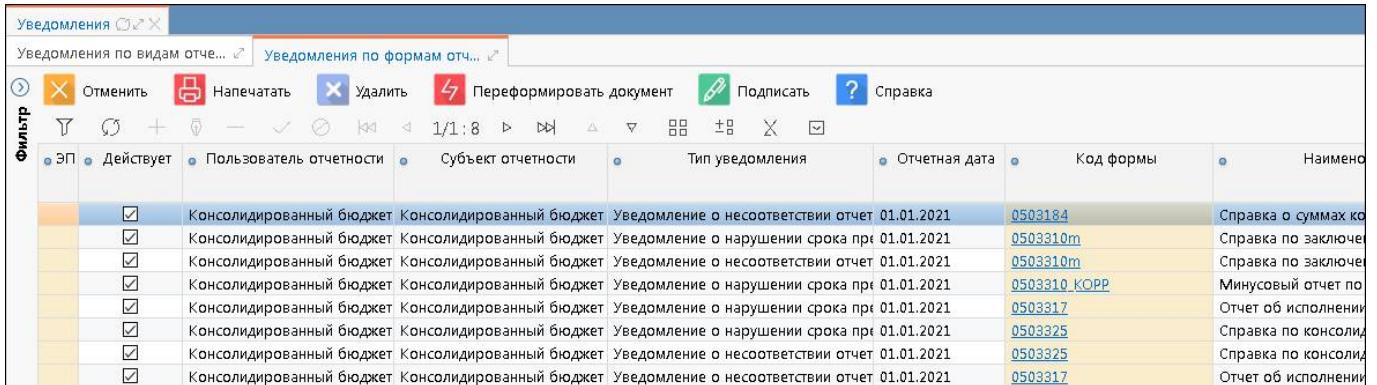 Уведомления
Уведомления по видам отче... Уведомления по формам отч...
Фильтр
Отменить Напечатать Удалить Переформировать документ Подписать ? Справка
1/1 : 8
ЭП Действует Пользователь отчетности Субъект отчетности Тип уведомления Отчетная дата Код формы Наимено
Консолидированный бюджет Консолидированный бюджет Уведомление о несоответствии отчет 01.01.2021 0503184 Справка о суммах ко
Консолидированный бюджет Консолидированный бюджет Уведомление о нарушении срока пре 01.01.2021 0503310m Справка по заключе
Консолидированный бюджет Консолидированный бюджет Уведомление о несоответствии отчет 01.01.2021 0503310m Справка по заключе
Консолидированный бюджет Консолидированный бюджет Уведомление о нарушении срока пре 01.01.2021 0503310_КОРР Минусовый отчет по
Консолидированный бюджет Консолидированный бюджет Уведомление о нарушении срока пре 01.01.2021 0503317 Отчет об исполнении
Консолидированный бюджет Консолидированный бюджет Уведомление о нарушении срока пре 01.01.2021 0503325 Справка по консолид
Консолидированный бюджет Консолидированный бюджет Уведомление о несоответствии отчет 01.01.2021 0503325 Справка по консолид
Консолидированный бюджет Консолидированный бюджет Уведомление о несоответствии отчет 01.01.2021 0503317 Отчет об исполнении